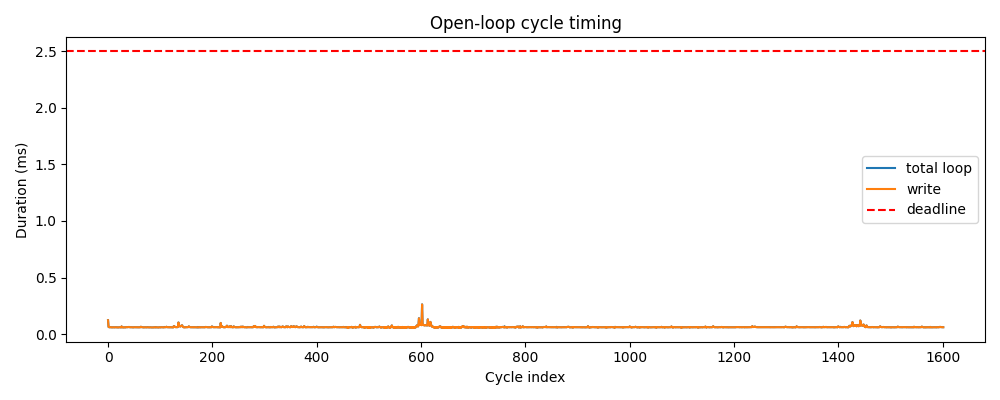 Open-loop cycle timing
2.5
2.0
1.5
1.0
0.5
0.0
Duration (ms)
total loop
write
deadline
0 200 400 600 800 1000 1200 1400 1600
Cycle index